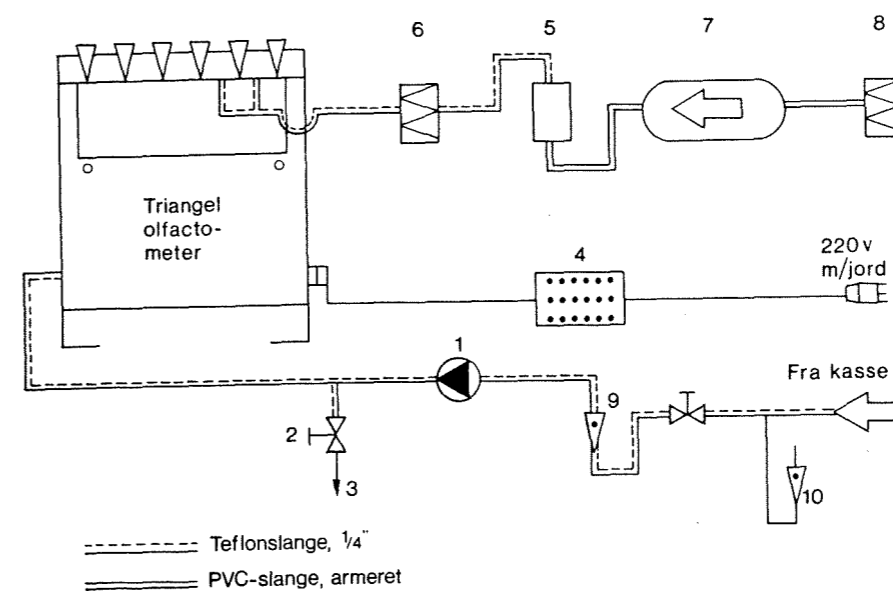 6
5
7
8
Triangel
olfacto-
meter
4
220 v
m/jord
1
Fra kasse
9
2
3
10
Teflonslange, 1/4"
PVC-slange, armeret